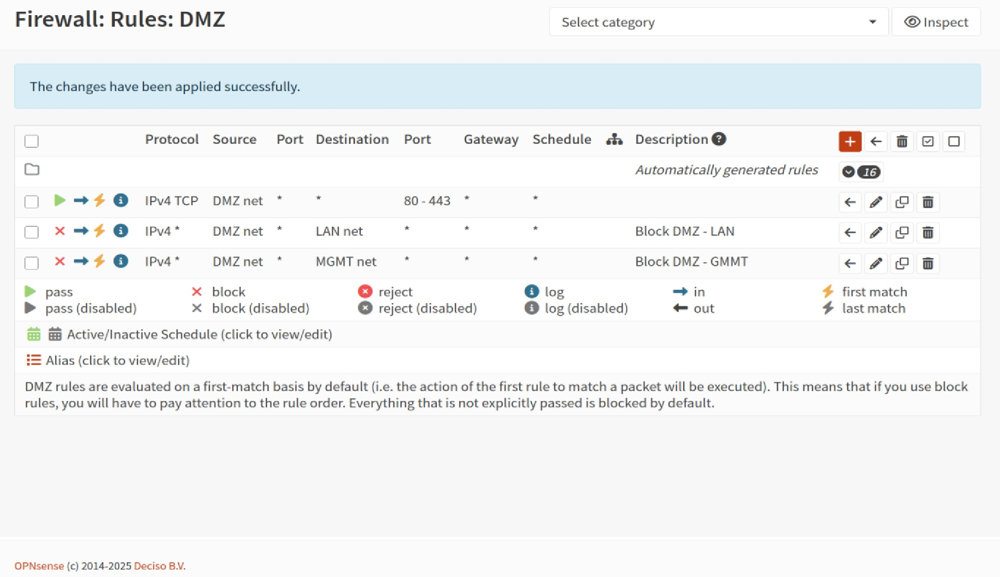 Firewall: Rules: DMZ
Select category
Inspect
The changes have been applied successfully.
Protocol Source Port Destination Port Gateway Schedule Description
Automatically generated rules 16
IPv4 TCP DMZ net * * 80 - 443 * *
IPv4 * DMZ net * LAN net * * * Block DMZ - LAN
IPv4 * DMZ net * MGMT net * * * Block DMZ - GMMT
pass block reject log in first match
pass (disabled) block (disabled) reject (disabled) log (disabled) out last match
Active/Inactive Schedule (click to view/edit)
Alias (click to view/edit)
DMZ rules are evaluated on a first-match basis by default (i.e. the action of the first rule to match a packet will be executed). This means that if you use block
rules, you will have to pay attention to the rule order. Everything that is not explicitly passed is blocked by default.
OPNsense (c) 2014-2025 Deciso B.V.